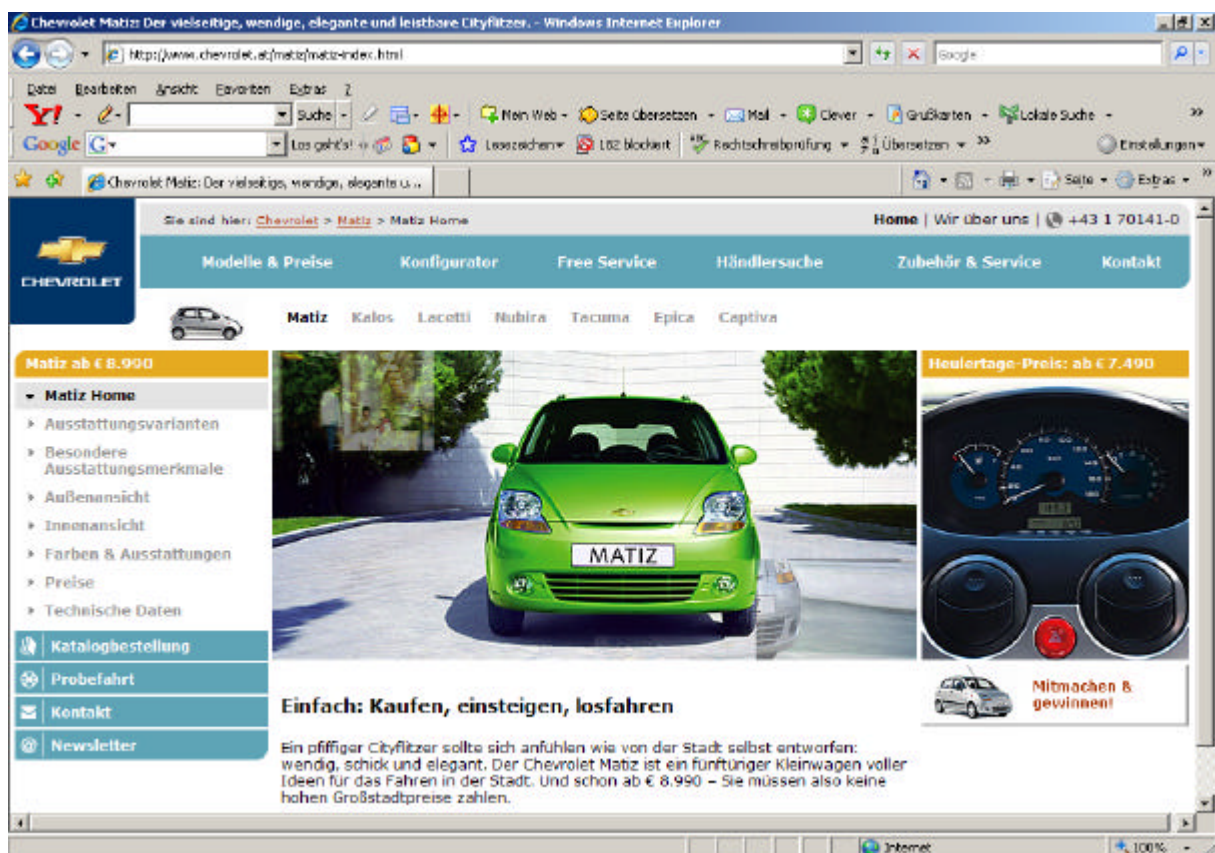 Chevrolet Matiz: Der vielseitige, wendige, elegante und leistbare Cityflitzer. - Windows Internet Explorer
http://www.chevrolet.at/matiz/matiz-index.html
Google
Datei Bearbeiten Ansicht Favoriten Extras ?
Y! Suche Mein Web Seite übersetzen Mail Clever Grußkarten Lokale Suche
Google G Los geht's! Lesezeichen 162 blockiert Rechtschreibprüfung Übersetzen Einstellungen
Chevrolet Matiz: Der vielseitige, wendige, elegante u... Seite Extras
Sie sind hier: Chevrolet > Matiz > Matiz Home
Home | Wir über uns | +43 1 70141-0
CHEVROLET
Modelle & Preise Konfigurator Free Service Händlersuche Zubehör & Service Kontakt
Matiz Kalos Lacetti Nubira Tacuma Epica Captiva
Matiz ab € 8.990
Matiz Home
Ausstattungsvarianten
Besondere
Ausstattungsmerkmale
Außenansicht
Innenansicht
Farben & Ausstattungen
Preise
Technische Daten
Katalogbestellung
Probefahrt
Kontakt
Newsletter
MATIZ
Heulertage-Preis: ab € 7.490
Mitmachen &
gewinnen!
Einfach: Kaufen, einsteigen, losfahren
Ein pfiffiger Cityflitzer sollte sich anfühlen wie von der Stadt selbst entworfen:
wendig, schick und elegant. Der Chevrolet Matiz ist ein fünftüriger Kleinwagen voller
Ideen für das Fahren in der Stadt. Und schon ab € 8.990 – Sie müssen also keine
hohen Großstadtpreise zahlen.
Internet
100%